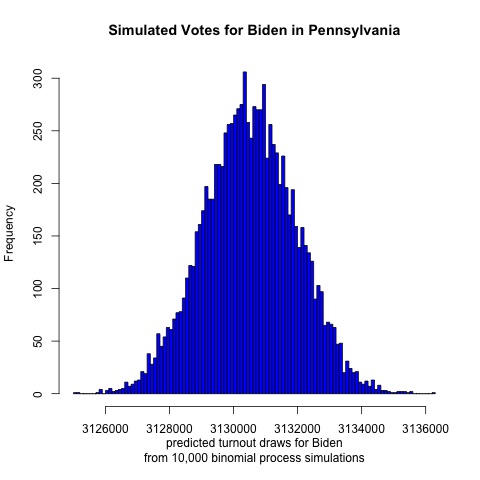 Simulated Votes for Biden in Pennsylvania
Frequency
300
250
200
150
100
50
0
3126000 3128000 3130000 3132000 3134000 3136000
predicted turnout draws for Biden
from 10,000 binomial process simulations